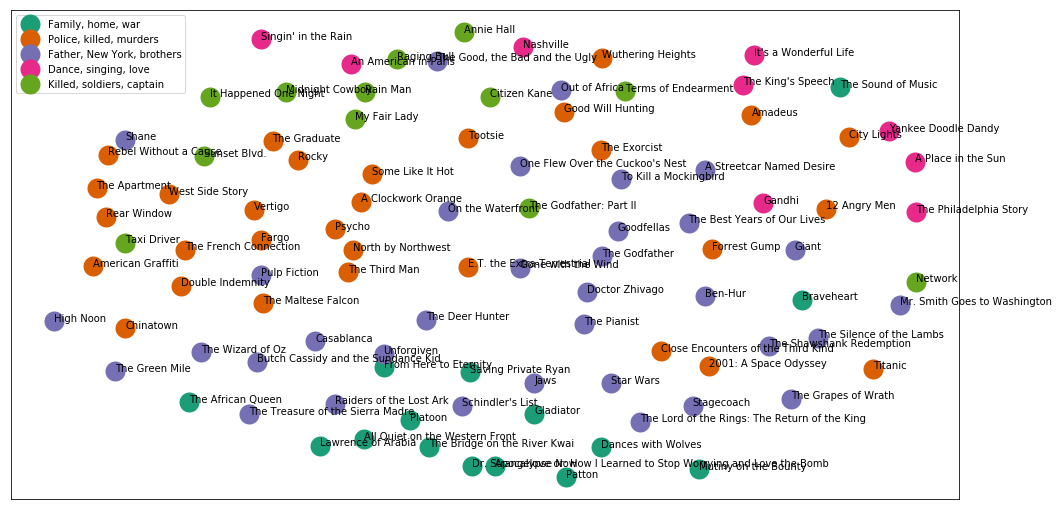 Family, home, war
Police, killed, murders
Father, New York, brothers
Dance, singing, love
Killed, soldiers, captain
Annie Hall
Singin' in the Rain
Nashville
Raging Bull
The Good, the Bad and the Ugly
Wuthering Heights
It's a Wonderful Life
An American in Paris
The King's Speech
The Sound of Music
It Happened One Night
Midnight Cowboy
Rain Man
Citizen Kane
Out of Africa
Terms of Endearment
My Fair Lady
Good Will Hunting
Amadeus
Yankee Doodle Dandy
Shane
The Graduate
Tootsie
City Lights
Rebel Without a Cause
Sunset Blvd.
Rocky
The Exorcist
A Place in the Sun
Some Like It Hot
One Flew Over the Cuckoo's Nest
A Streetcar Named Desire
To Kill a Mockingbird
The Apartment
West Side Story
A Clockwork Orange
Gandhi
Rear Window
Vertigo
On the Waterfront
The Godfather: Part II
12 Angry Men
The Philadelphia Story
Psycho
Goodfellas
The Best Years of Our Lives
Taxi Driver
The French Connection
Fargo
North by Northwest
The Godfather
Forrest Gump
Giant
American Graffiti
Pulp Fiction
The Third Man
E.T. the Extra-Terrestrial
Gone with the Wind
Double Indemnity
Network
The Maltese Falcon
Doctor Zhivago
Ben-Hur
Braveheart
Mr. Smith Goes to Washington
High Noon
Chinatown
The Deer Hunter
The Pianist
Casablanca
The Silence of the Lambs
The Shawshank Redemption
The Wizard of Oz
Butch Cassidy and the Sundance Kid
Unforgiven
Close Encounters of the Third Kind
The Green Mile
From Here to Eternity
Saving Private Ryan
2001: A Space Odyssey
Titanic
Jaws
Star Wars
The African Queen
Raiders of the Lost Ark
Schindler's List
Stagecoach
The Grapes of Wrath
The Treasure of the Sierra Madre
Platoon
Gladiator
The Lord of the Rings: The Return of the King
Lawrence of Arabia
All Quiet on the Western Front
The Bridge on the River Kwai
Dances with Wolves
Dr. Strangelove or: How I Learned to Stop Worrying and Love the Bomb
Apocalypse Now
Mutiny on the Bounty
Patton